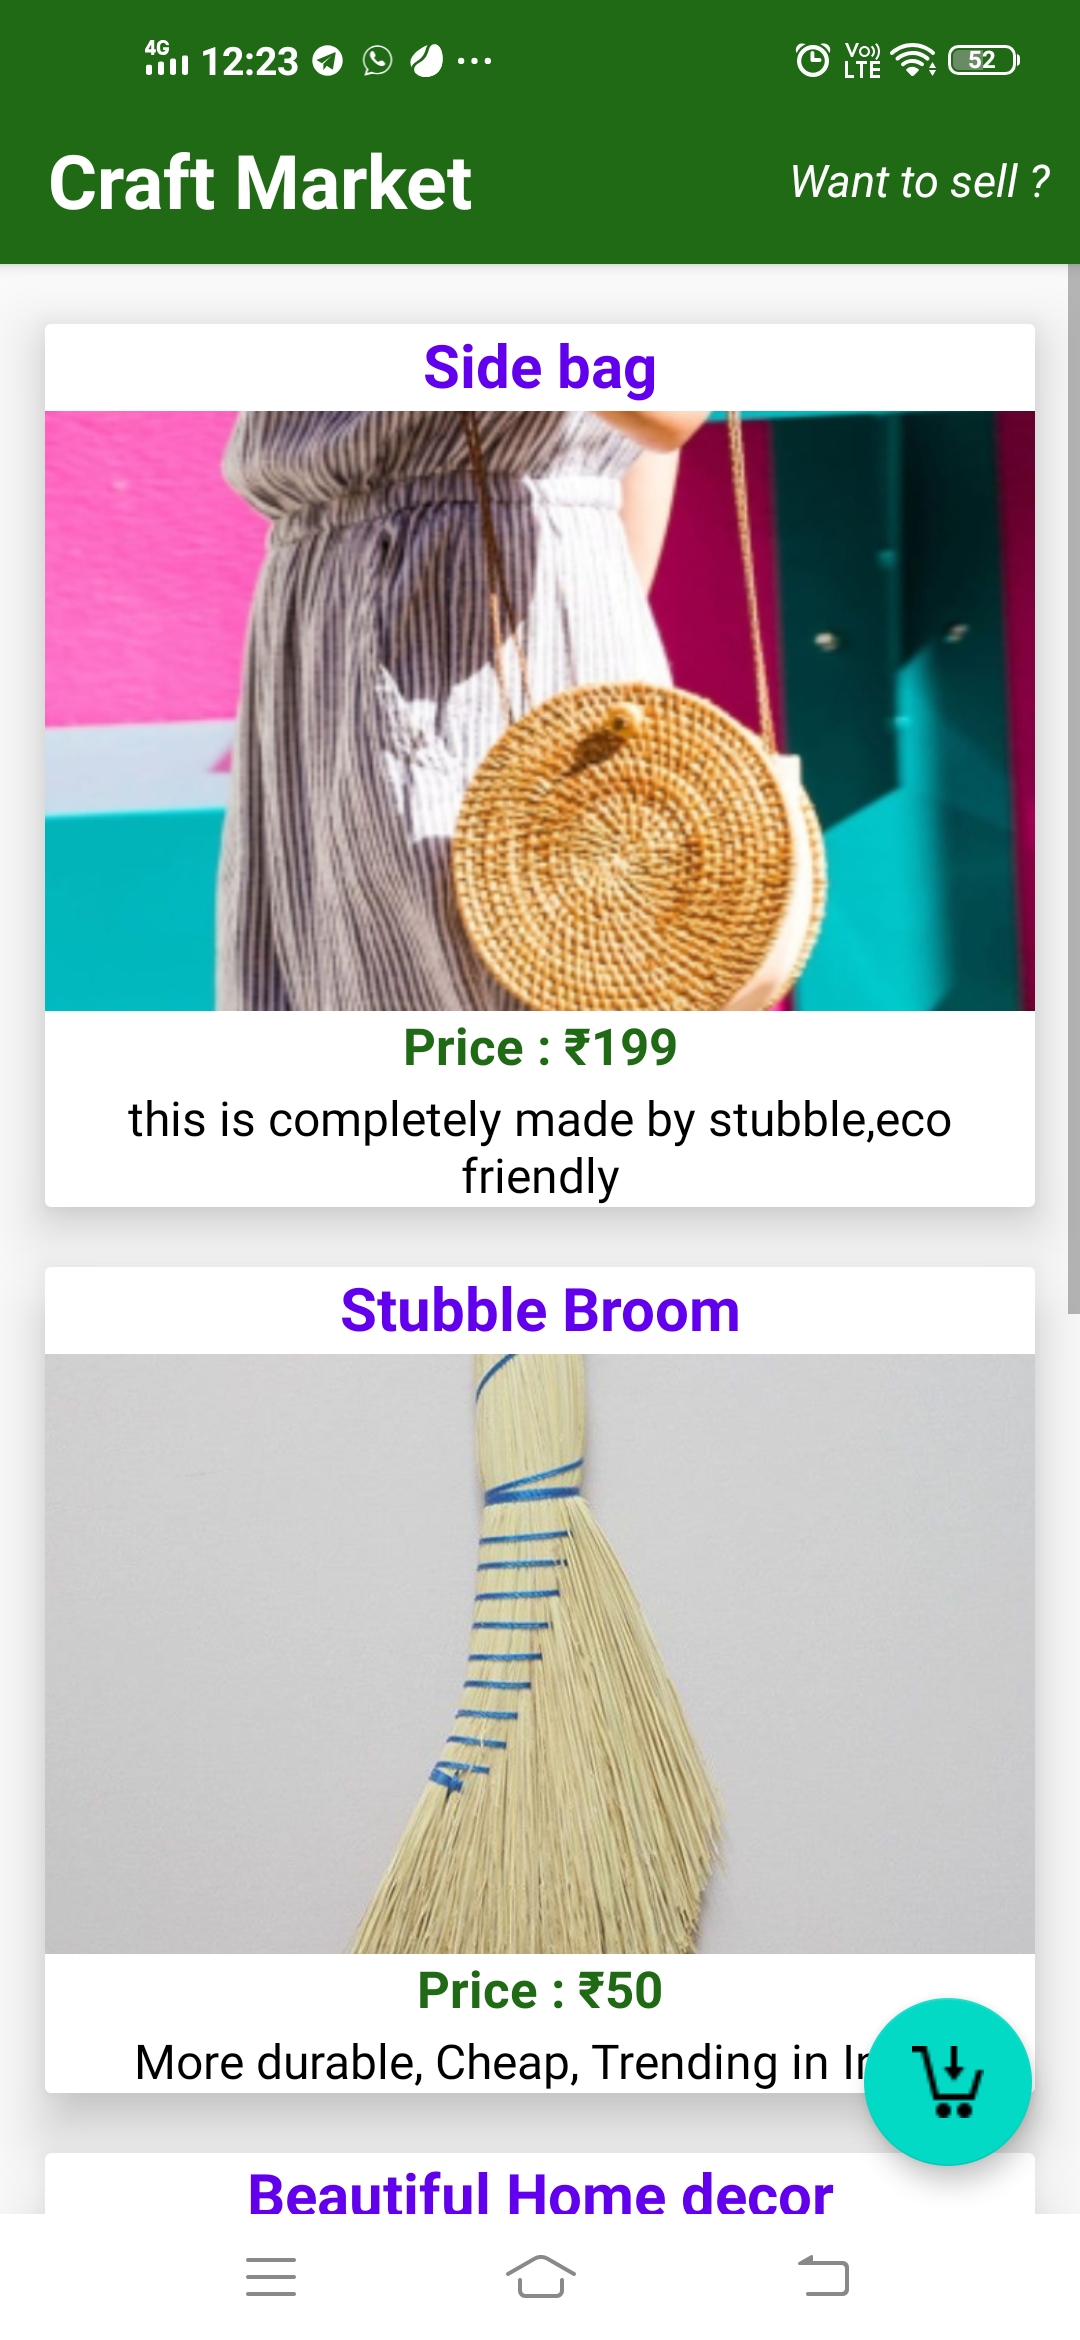 4G 12:23 ... Vo)) LTE 52
Craft Market
Want to sell ?
Side bag
Price : ₹199
this is completely made by stubble,eco
friendly
Stubble Broom
Price : ₹50
More durable, Cheap, Trending in
Beautiful Home decor